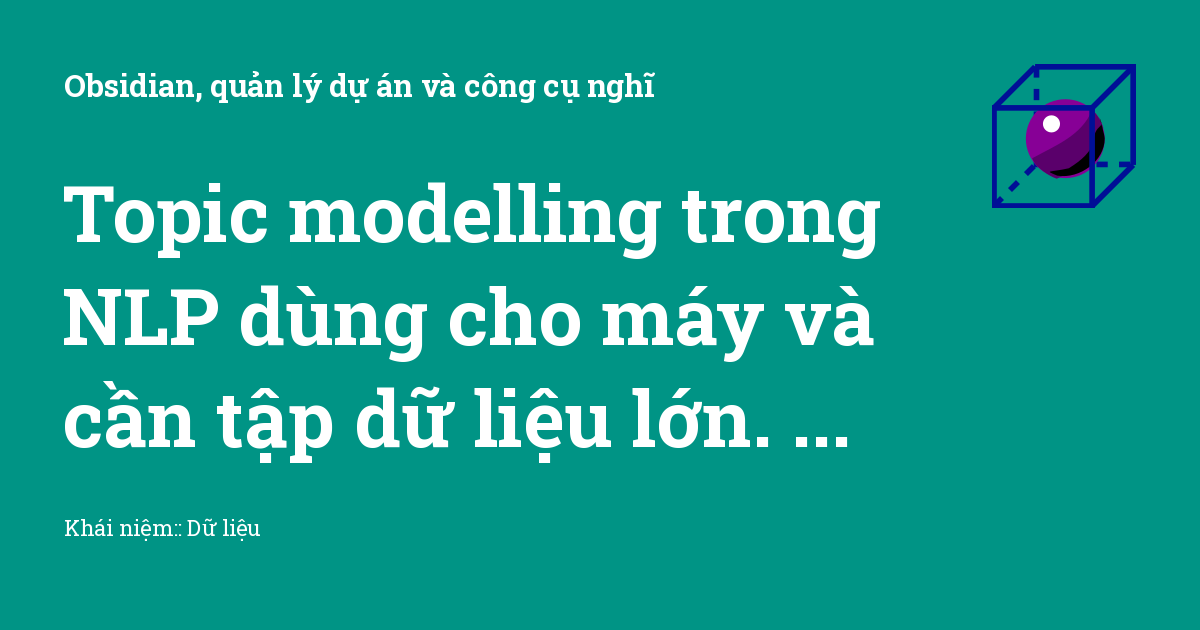 Obsidian, quản lý dự án và công cụ nghĩ
Topic modelling trong
NLP dùng cho máy và
cần tập dữ liệu lớn. ...
Khái niệm:: Dữ liệu